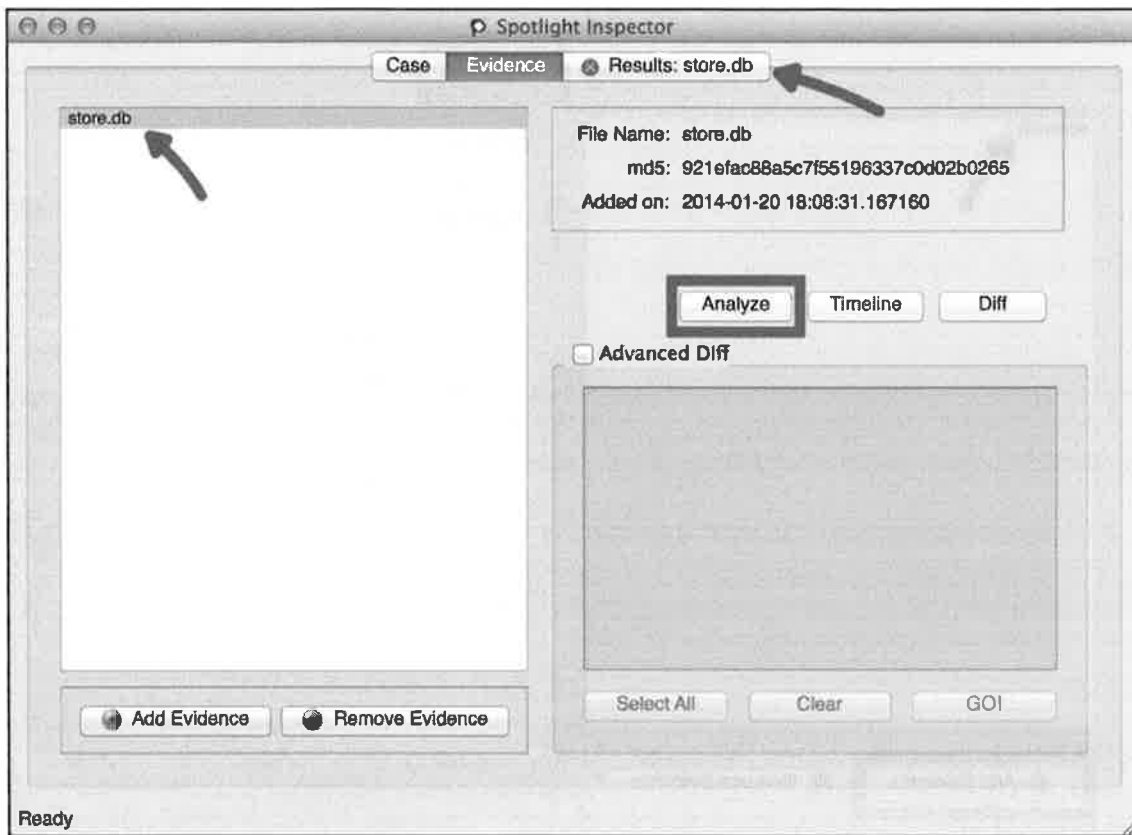 Spotlight Inspector
Case Evidence Results: store.db
store.db
File Name: store.db
md5: 921efac88a5c7f55196337c0d02b0265
Added on: 2014-01-20 18:08:31.167160
Analyze Timeline Diff
Advanced Diff
Select All Clear GO!
Add Evidence Remove Evidence
Ready